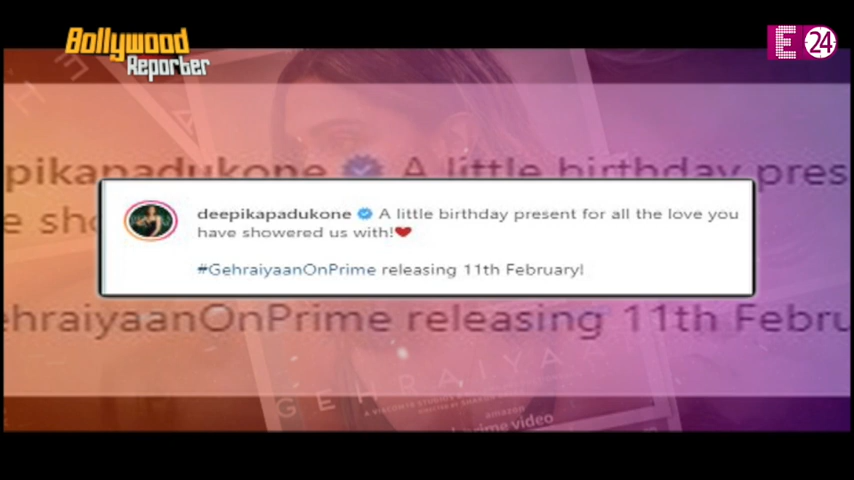 Bollywood
Reporter
E 24
pikapadukone A little birthday pres
e sho
deepikapadukone A little birthday present for all the love you
have showered us with!❤
#GehraiyaanOnPrime releasing 11th February!
ehraiyaanOnPrime releasing 11th Febru
GEHRAIYA
amazon
prime video